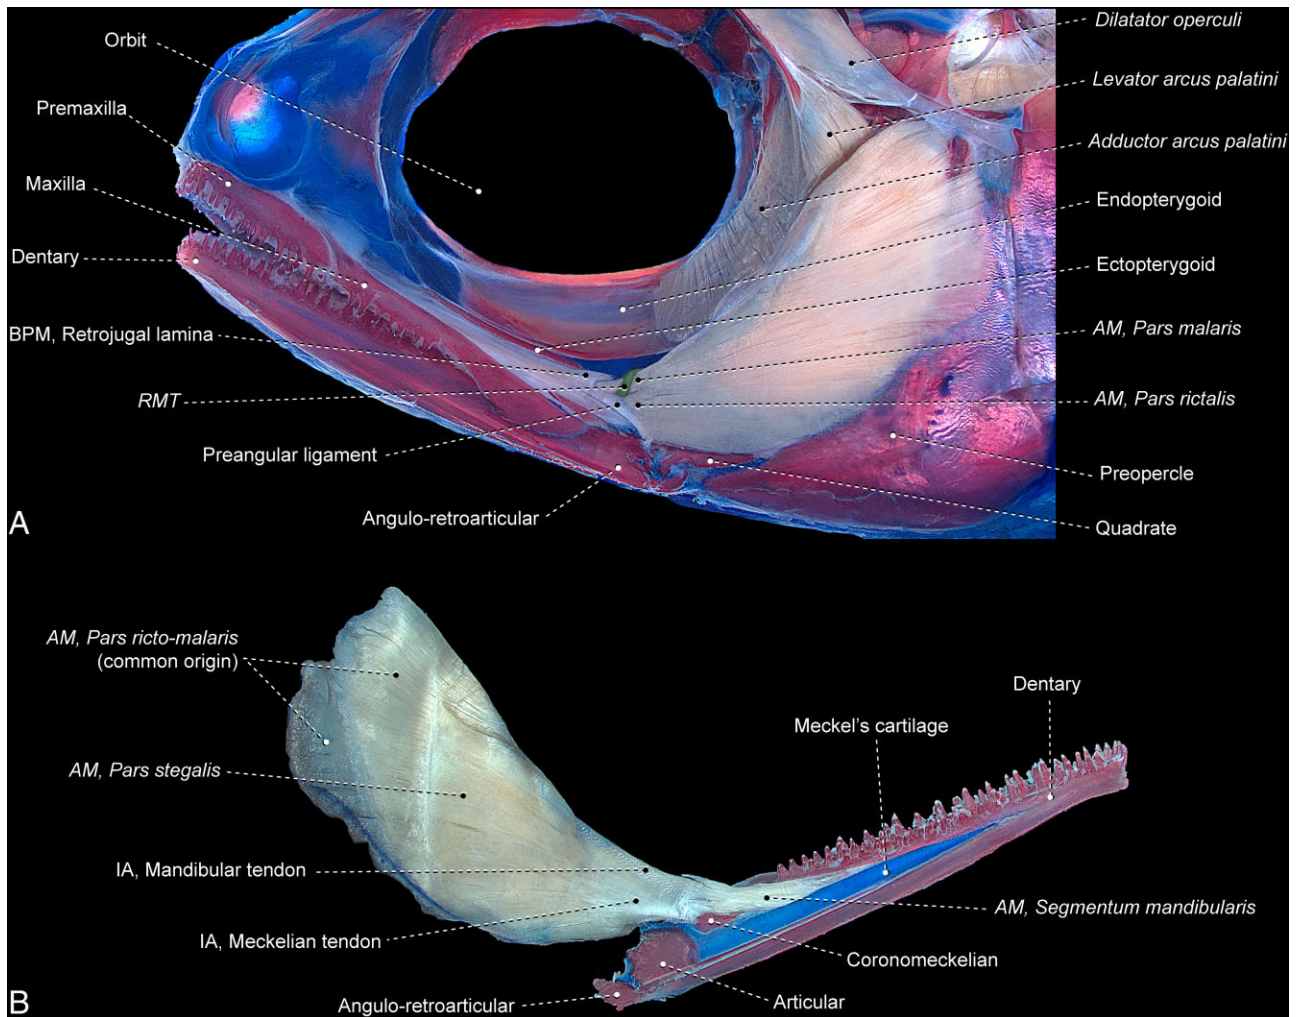 Orbit
Premaxilla
Maxilla
Dentary
BPM, Retrojugal lamina
RMT
Preangular ligament
Angulo-retroarticular
Dilatator operculi
Levator arcus palatini
Adductor arcus palatini
Endopterygoid
Ectopterygoid
AM, Pars malaris
AM, Pars rictalis
Preopercle
Quadrate
A
AM, Pars ricto-malaris
(common origin)
AM, Pars stegalis
IA, Mandibular tendon
IA, Meckelian tendon
Angulo-retroarticular
Dentary
Meckel's cartilage
AM, Segmentum mandibularis
Coronomeckelian
Articular
B